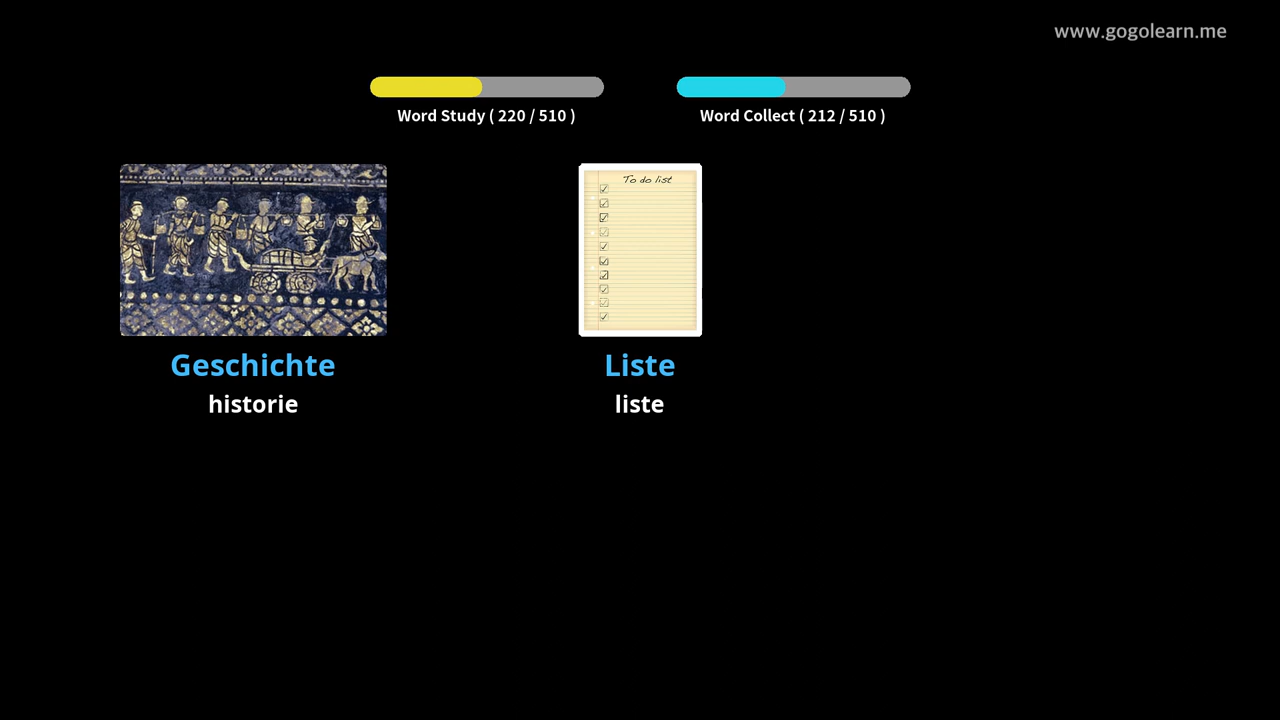 www.gogolearn.me
Word Study ( 220 / 510 )
Word Collect ( 212 / 510 )
To do list
Geschichte
historie
Liste
liste